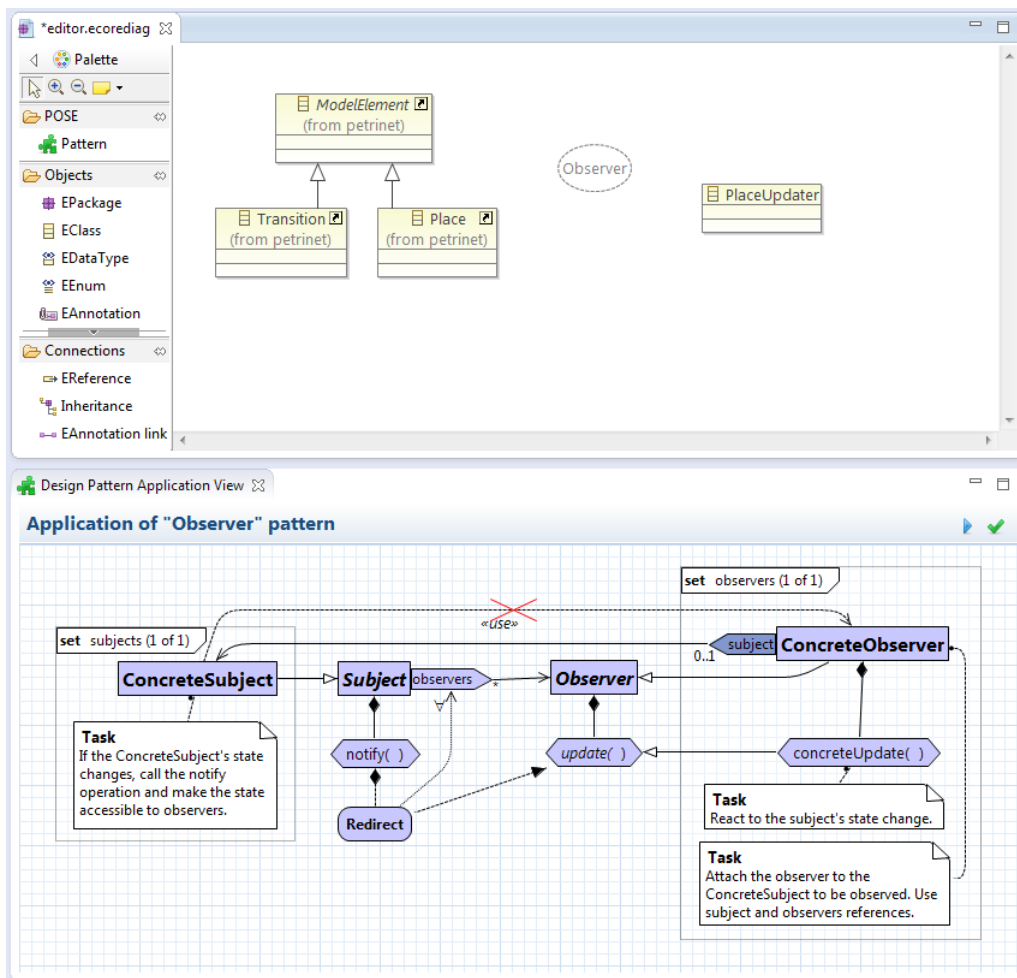 *editor.ecorediag
Palette
POSE
Pattern
Objects
EPackage
EClass
EDataType
EEnum
EAnnotation
Connections
EReference
Inheritance
EAnnotation link
ModelElement
(from petrinet)
Transition
(from petrinet)
Place
(from petrinet)
Observer
PlaceUpdater
Design Pattern Application View
Application of "Observer" pattern
set observers (1 of 1)
«use»
set subjects (1 of 1)
subject
0..1
ConcreteObserver
ConcreteSubject
Subject
observers
*
Observer
∀
Task
If the ConcreteSubject's state
changes, call the notify
operation and make the state
accessible to observers.
notify( )
update( )
concreteUpdate( )
Redirect
Task
React to the subject's state change.
Task
Attach the observer to the
ConcreteSubject to be observed. Use
subject and observers references.